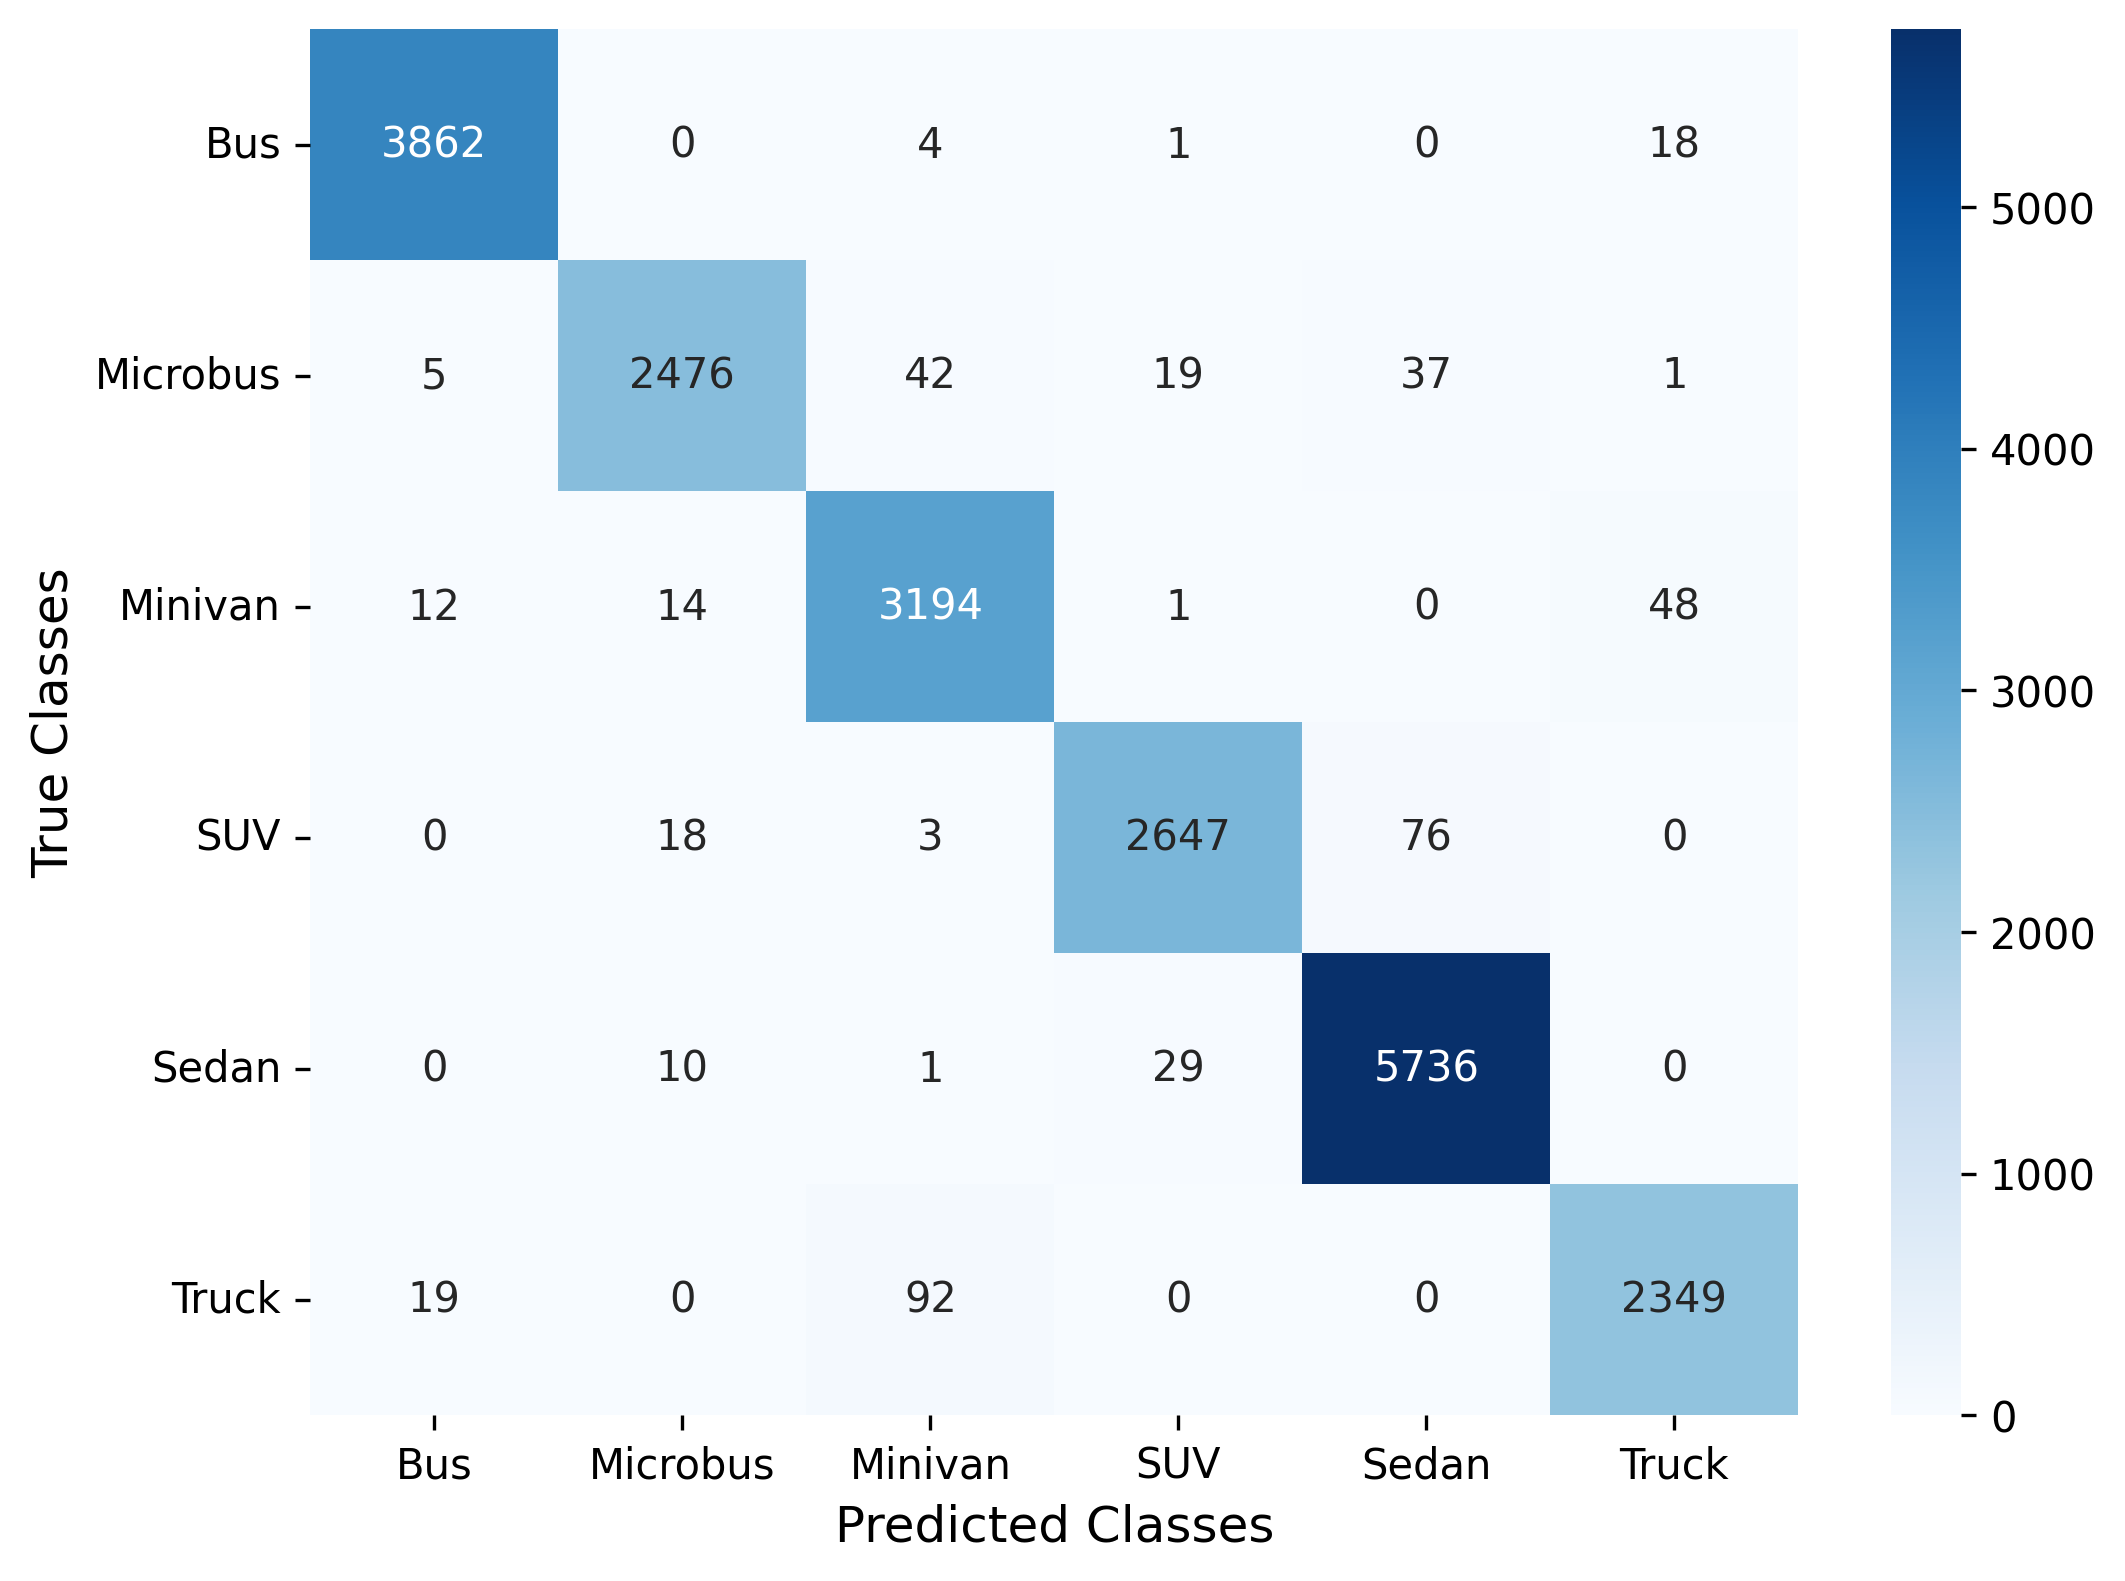 Bus 3862 0 4 1 0 18
Microbus 5 2476 42 19 37 1
Minivan 12 14 3194 1 0 48
SUV 0 18 3 2647 76 0
Sedan 0 10 1 29 5736 0
Truck 19 0 92 0 0 2349
Bus Microbus Minivan SUV Sedan Truck
Predicted Classes
True Classes
5000
4000
3000
2000
1000
0